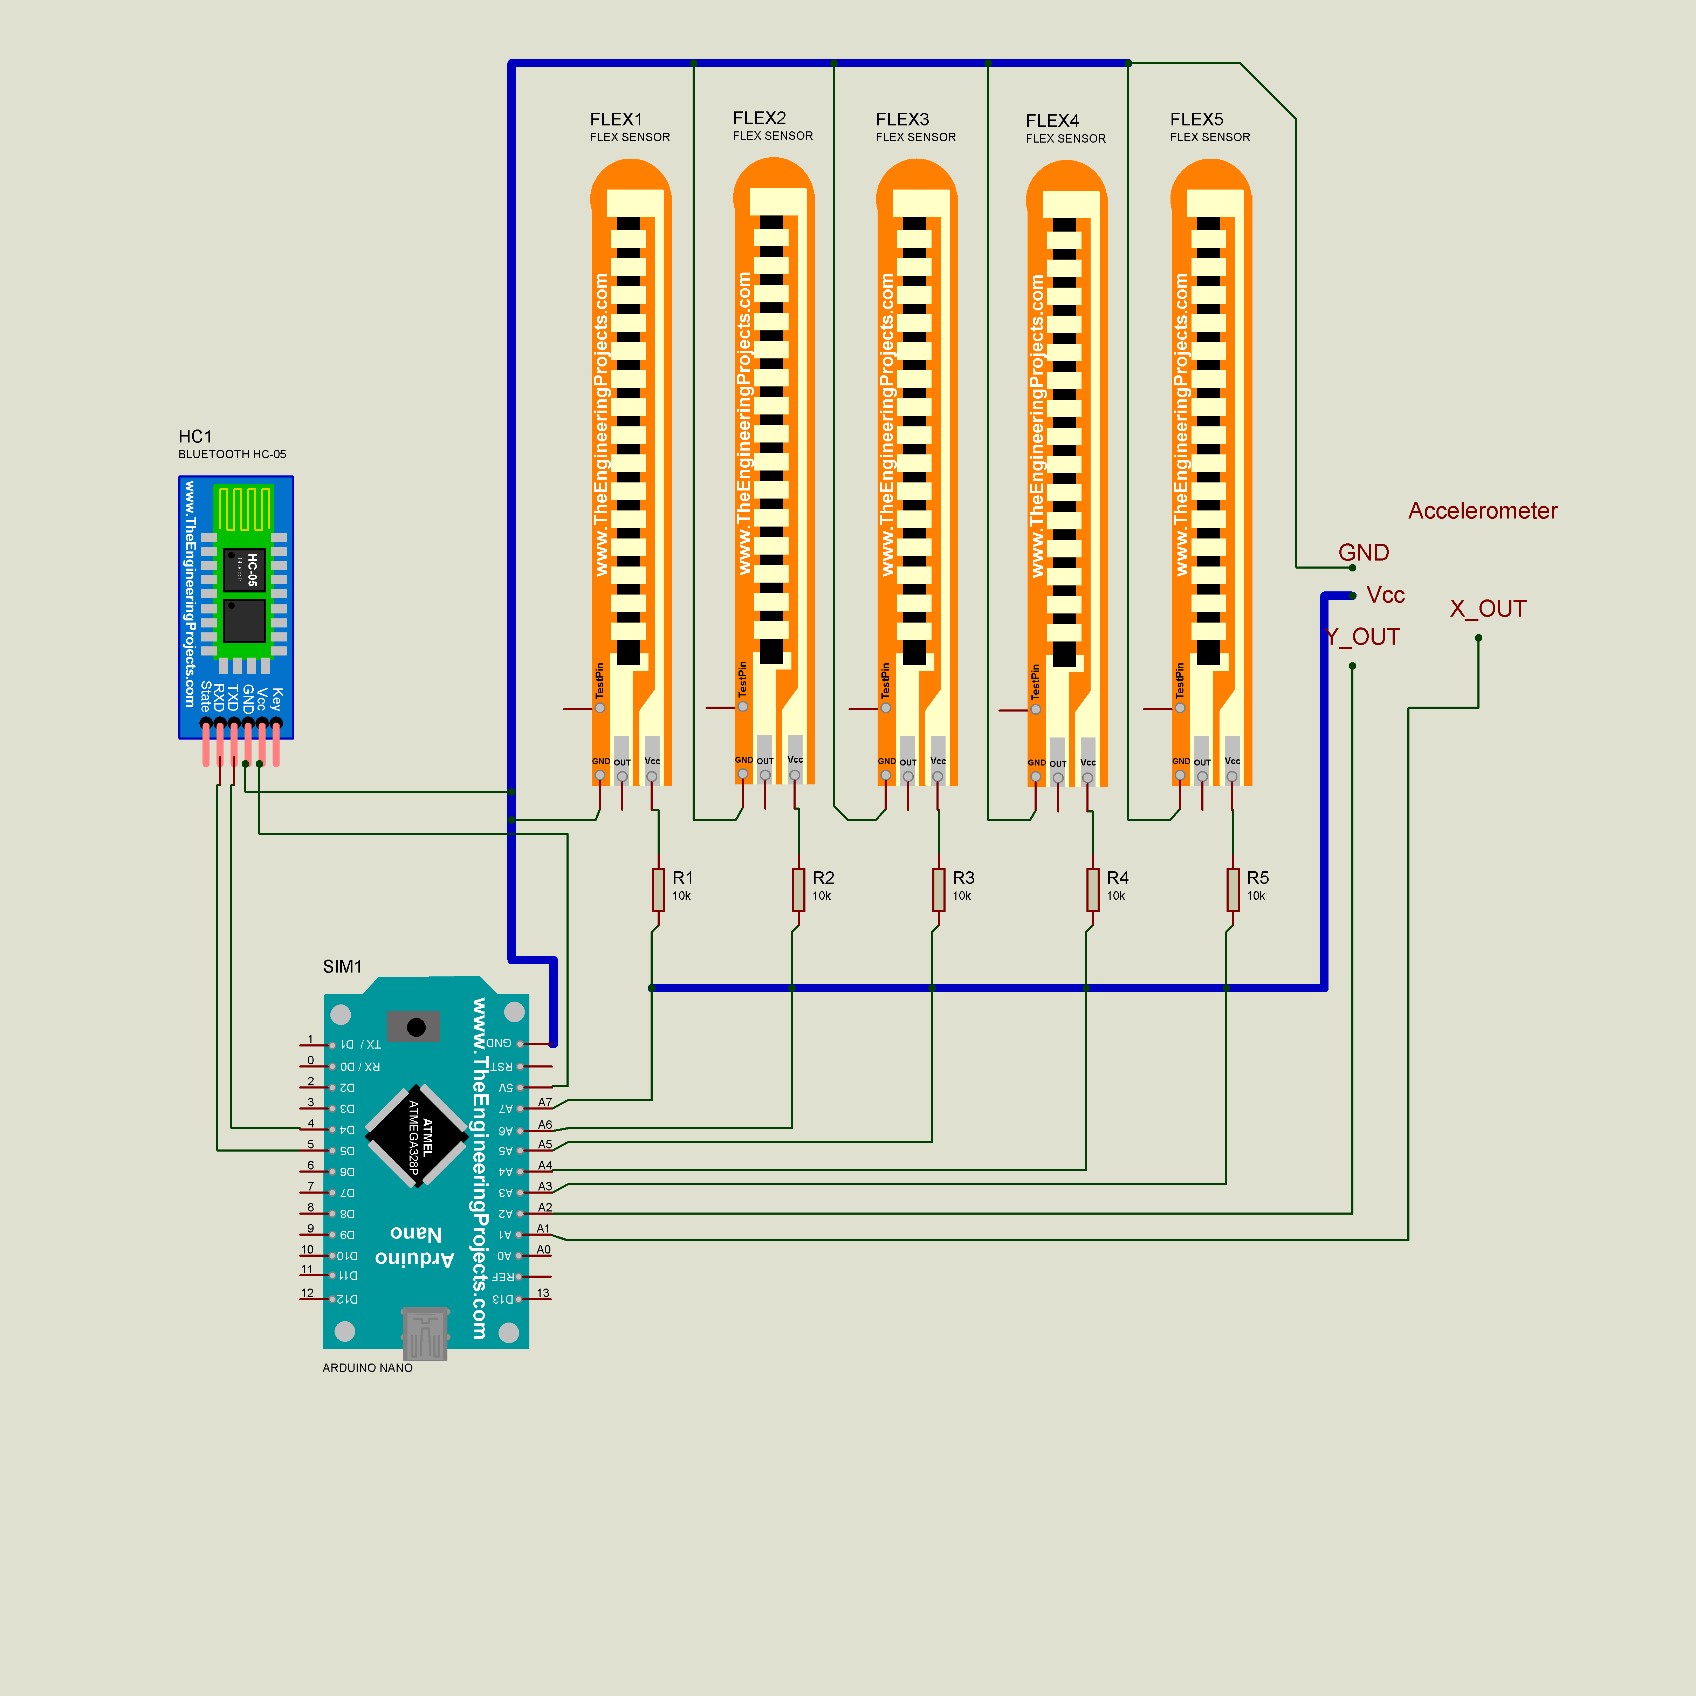 FLEX1
FLEX SENSOR
FLEX2
FLEX SENSOR
FLEX3
FLEX SENSOR
FLEX4
FLEX SENSOR
FLEX5
FLEX SENSOR
www.TheEngineeringProjects.com
www.TheEngineeringProjects.com
www.TheEngineeringProjects.com
www.TheEngineeringProjects.com
www.TheEngineeringProjects.com
TestPin
TestPin
TestPin
TestPin
TestPin
GND OUT Vcc
GND OUT Vcc
GND OUT Vcc
GND OUT Vcc
GND OUT Vcc
HC1
BLUETOOTH HC-05
www.TheEngineeringProjects.com
HC-05
State
RXD
TXD
GND
Vcc
Key
Accelerometer
GND
Vcc
X_OUT
Y_OUT
R1
10k
R2
10k
R3
10k
R4
10k
R5
10k
SIM1
www.TheEngineeringProjects.com
ATMEL
ATMEGA328P
Arduino
Nano
1 D1 / TX
0 D0 / RX
2 D2
3 D3
4 D4
5 D5
6 D6
7 D7
8 D8
9 D9
10 D10
11 D11
12 D12
GND
RST
5V
A7 A7
A6 A6
A5 A5
A4 A4
A3 A3
A2 A2
A1 A1
A0 A0
REF
D13 13
ARDUINO NANO